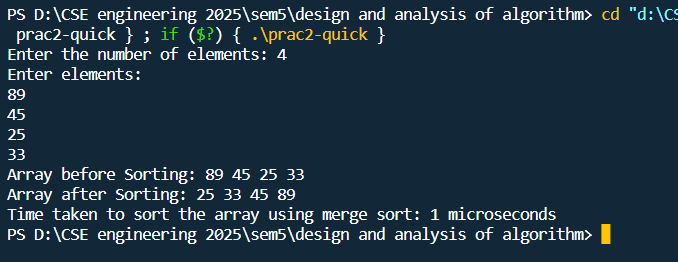 PS D:\CSE engineering 2025\sem5\design and analysis of algorithm> cd "d:\CS
prac2-quick } ; if ($?) { .\prac2-quick }
Enter the number of elements: 4
Enter elements:
89
45
25
33
Array before Sorting: 89 45 25 33
Array after Sorting: 25 33 45 89
Time taken to sort the array using merge sort: 1 microseconds
PS D:\CSE engineering 2025\sem5\design and analysis of algorithm>